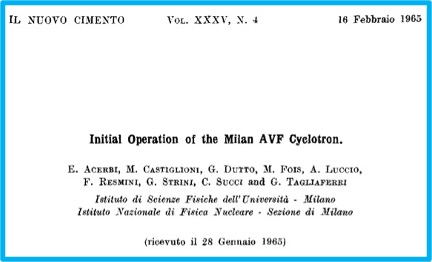 IL NUOVO CIMENTO VOL. XXXV, N. 4 16 Febbraio 1965
Initial Operation of the Milan AVF Cyclotron.
E. ACERBI, M. CASTIGLIONI, G. DUTTO, M. FOIS, A. LUCCIO,
F. RESMINI, G. STRINI, C. SUCCI and G. TAGLIAFERRI
Istituto di Scienze Fisiche dell'Università - Milano
Istituto Nazionale di Fisica Nucleare - Sezione di Milano
(ricevuto il 28 Gennaio 1965)